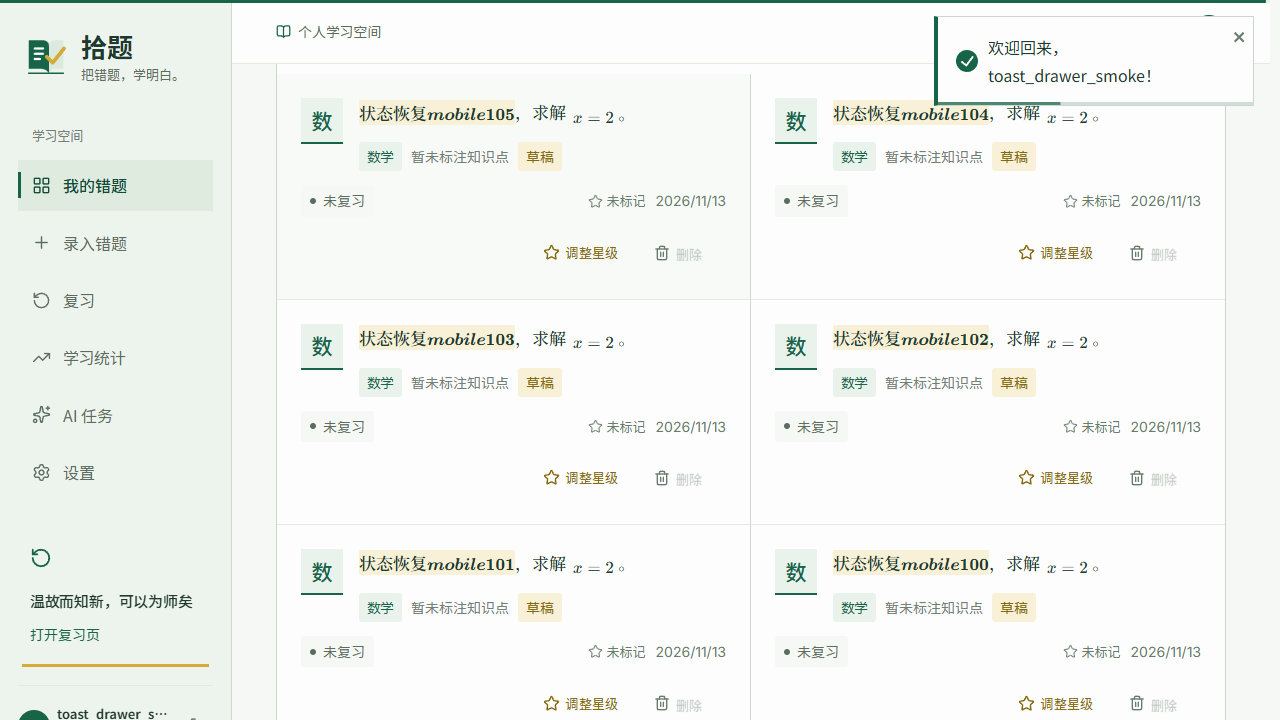 拾题
把错题，学明白。
学习空间
我的错题
录入错题
复习
学习统计
AI 任务
设置
温故而知新，可以为师矣
打开复习页
toast_drawer_s…
个人学习空间
欢迎回来，
toast_drawer_smoke！
数
状态恢复mobile105，求解 x = 2。
数学 暂未标注知识点 草稿
未复习 未标记 2026/11/13
调整星级 删除
数
状态恢复mobile104，求解 x = 2。
数学 暂未标注知识点 草稿
未复习 未标记 2026/11/13
调整星级 删除
数
状态恢复mobile103，求解 x = 2。
数学 暂未标注知识点 草稿
未复习 未标记 2026/11/13
调整星级 删除
数
状态恢复mobile102，求解 x = 2。
数学 暂未标注知识点 草稿
未复习 未标记 2026/11/13
调整星级 删除
数
状态恢复mobile101，求解 x = 2。
数学 暂未标注知识点 草稿
未复习 未标记 2026/11/13
调整星级 删除
数
状态恢复mobile100，求解 x = 2。
数学 暂未标注知识点 草稿
未复习 未标记 2026/11/13
调整星级 删除